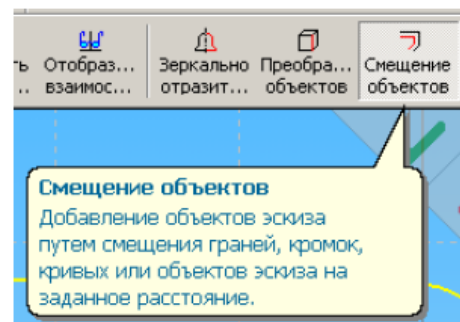 ть Отобраз... Зеркально Преобра... Смещение
.. взаимос... отразит... объектов объектов
Смещение объектов
Добавление объектов эскиза
путем смещения граней, кромок,
кривых или объектов эскиза на
заданное расстояние.